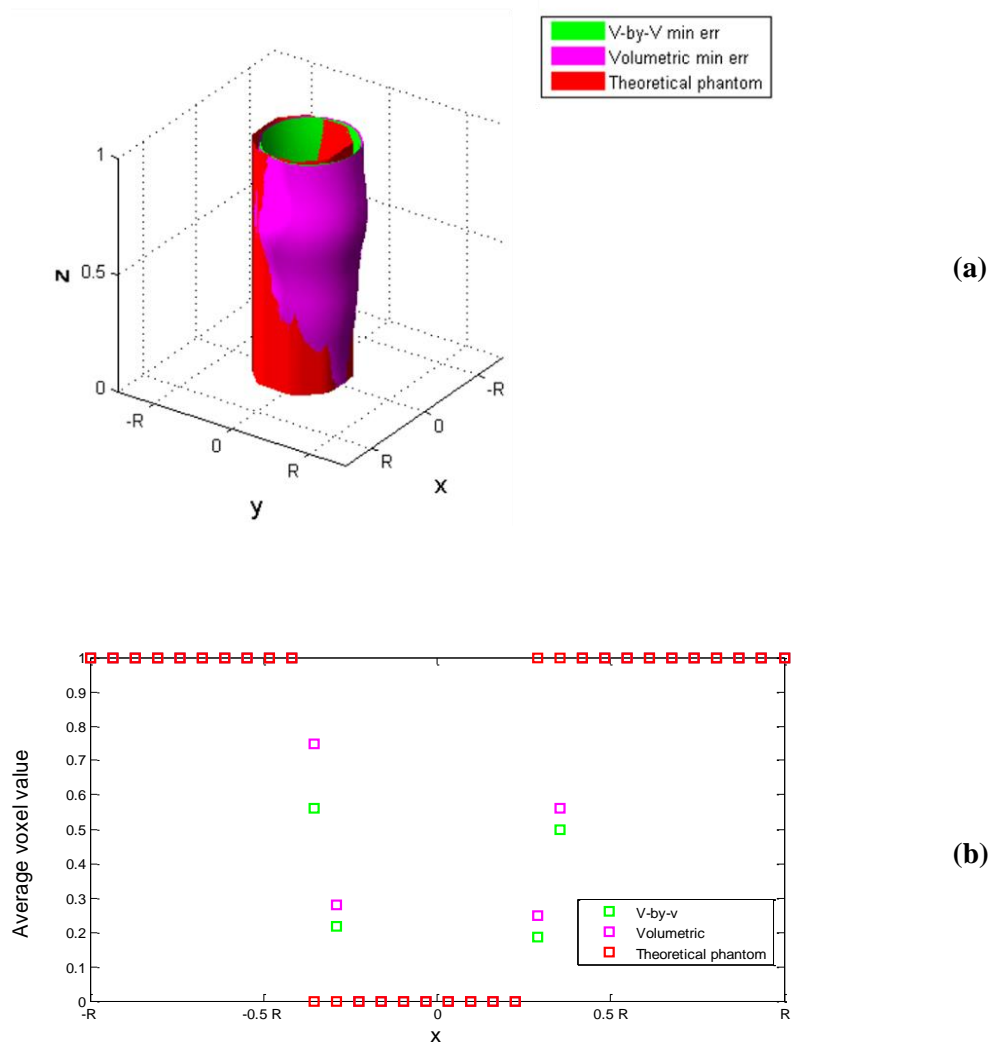 V-by-V min err
Volumetric min err
Theoretical phantom
1
0.5
0
z
-R
0
R
y
-R
0
R
x
(a)
1
0.9
0.8
0.7
0.6
0.5
0.4
0.3
0.2
0.1
0
Average voxel value
-R
-0.5 R
0
0.5 R
R
x
V-by-v
Volumetric
Theoretical phantom
(b)